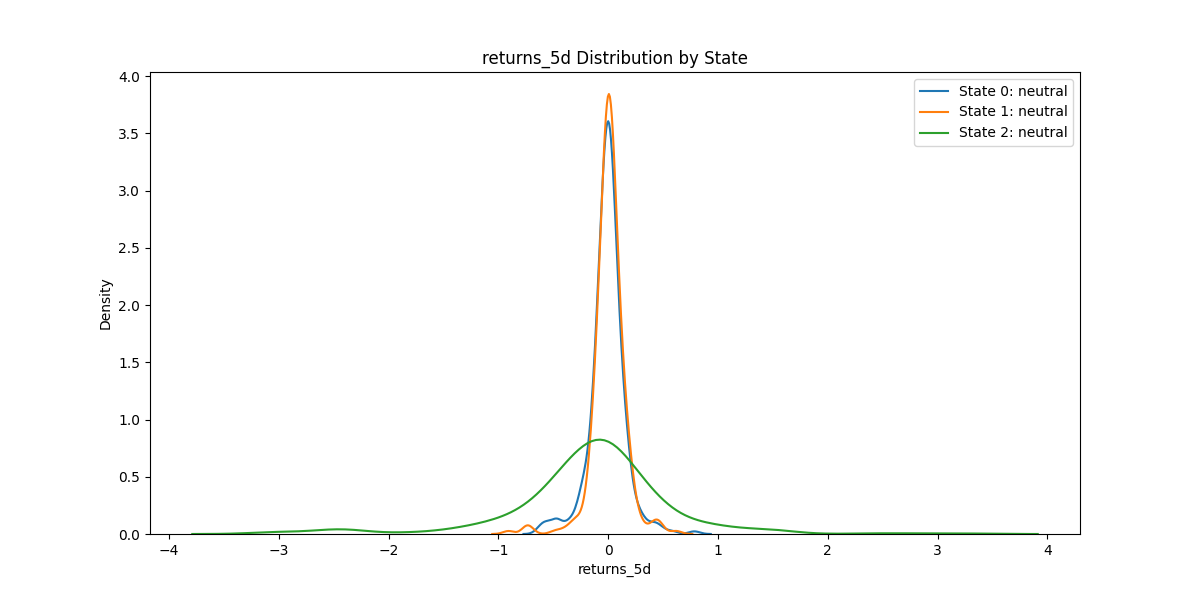 returns_5d Distribution by State
State 0: neutral
State 1: neutral
State 2: neutral
Density
4.0
3.5
3.0
2.5
2.0
1.5
1.0
0.5
0.0
−4 −3 −2 −1 0 1 2 3 4
returns_5d